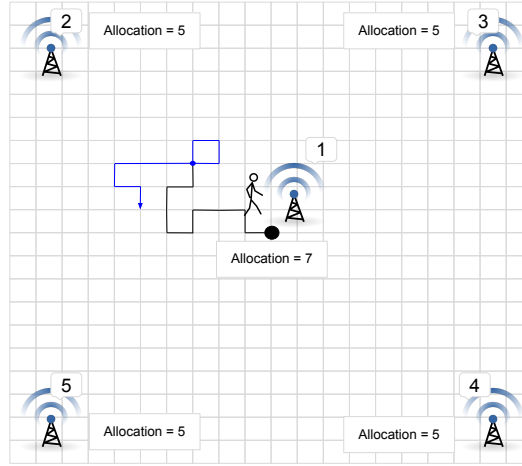 2
Allocation = 5
Allocation = 5
3
1
Allocation = 7
5
Allocation = 5
4
Allocation = 5